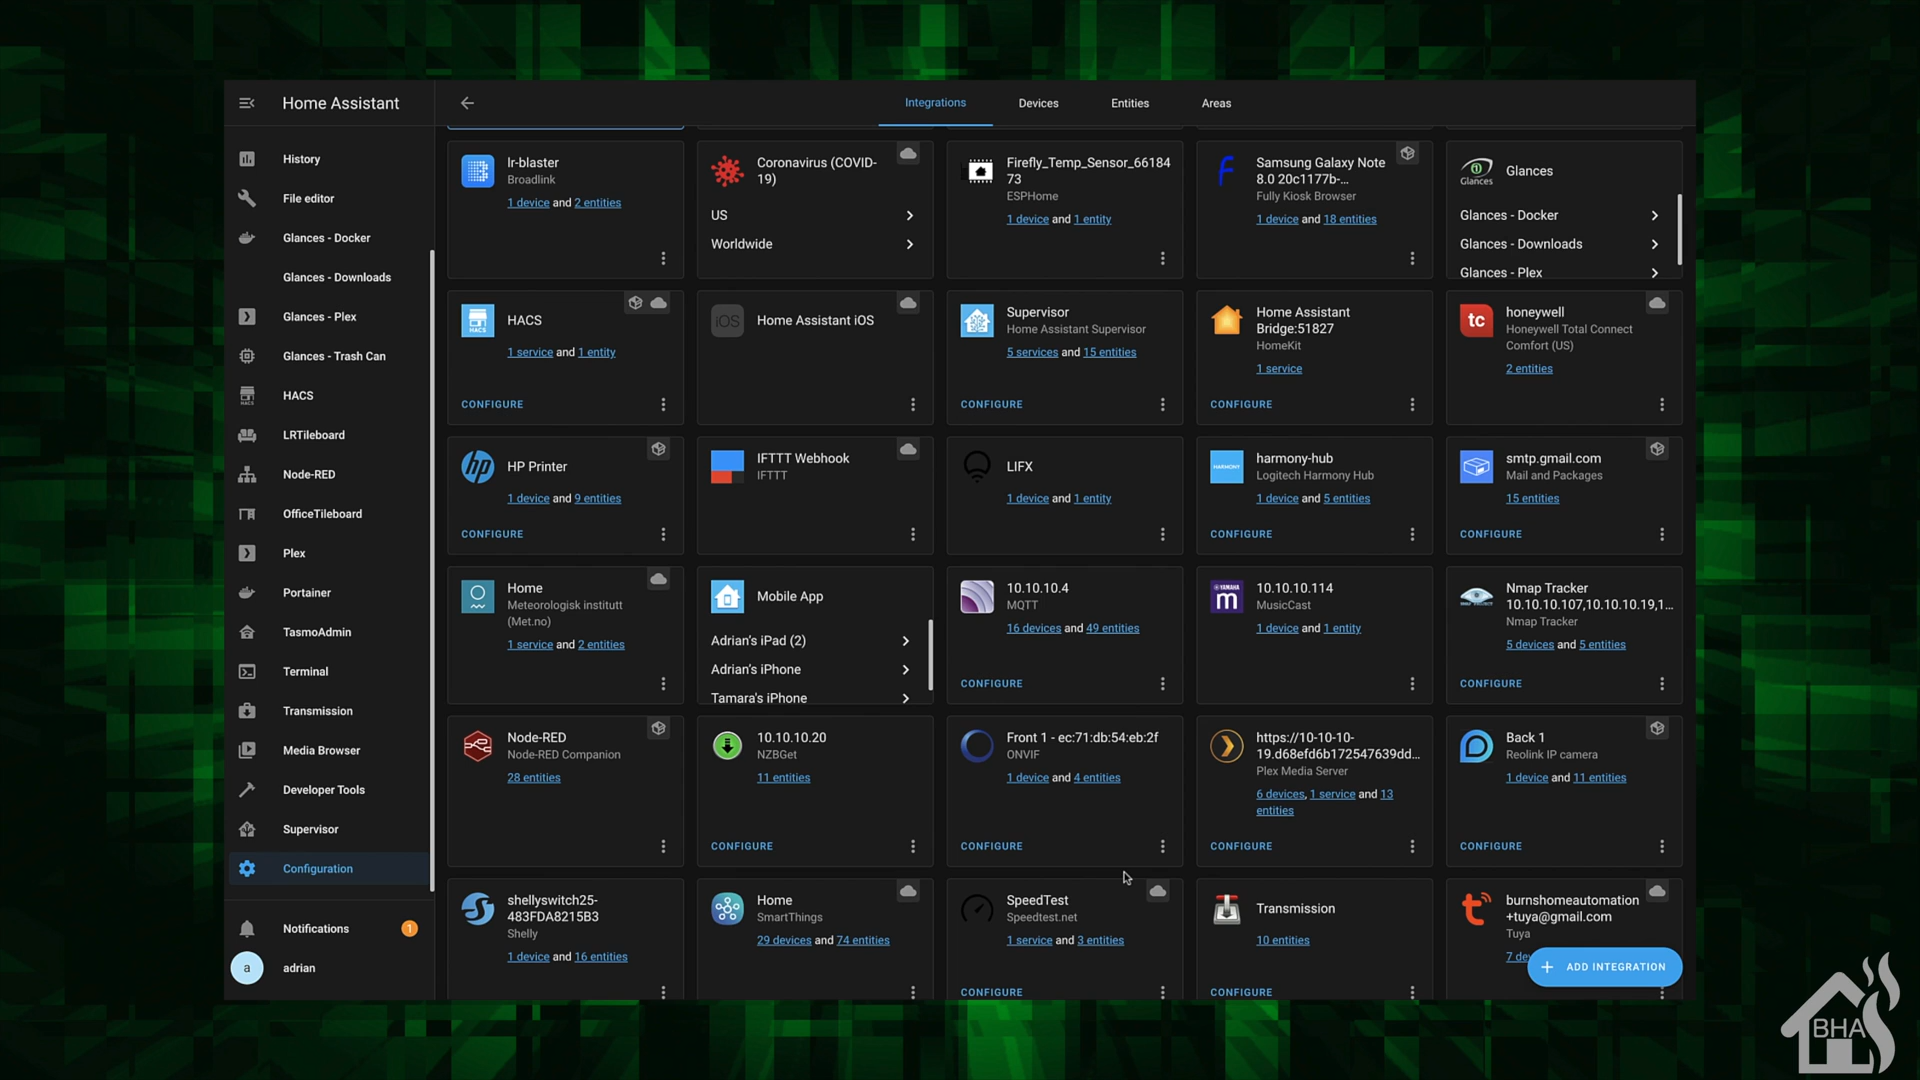 Home Assistant
Integrations
Devices
Entities
Areas
History
File editor
Glances - Docker
Glances - Downloads
Glances - Plex
Glances - Trash Can
HACS
LRTileboard
Node-RED
OfficeTileboard
Plex
Portainer
TasmoAdmin
Terminal
Transmission
Media Browser
Developer Tools
Supervisor
Configuration
Notifications
1
a
adrian
Ir-blaster
Broadlink
1 device and 2 entities
Coronavirus (COVID-
19)
US
Worldwide
Firefly_Temp_Sensor_66184
73
ESPHome
1 device and 1 entity
Samsung Galaxy Note
8.0 20c1177b-...
Fully Kiosk Browser
1 device and 18 entities
Glances
Glances
Glances - Docker
Glances - Downloads
Glances - Plex
HACS
HACS
1 service and 1 entity
CONFIGURE
iOS
Home Assistant iOS
Supervisor
Home Assistant Supervisor
5 services and 15 entities
CONFIGURE
Home Assistant
Bridge:51827
HomeKit
1 service
CONFIGURE
tc
honeywell
Honeywell Total Connect
Comfort (US)
2 entities
hp
HP Printer
1 device and 9 entities
CONFIGURE
IFTTT Webhook
IFTTT
LIFX
1 device and 1 entity
HARMONY
harmony-hub
Logitech Harmony Hub
1 device and 5 entities
CONFIGURE
smtp.gmail.com
Mail and Packages
15 entities
CONFIGURE
Home
Meteorologisk institutt
(Met.no)
1 service and 2 entities
Mobile App
Adrian's iPad (2)
Adrian's iPhone
Tamara's iPhone
10.10.10.4
MQTT
16 devices and 49 entities
CONFIGURE
YAMAHA
m
10.10.10.114
MusicCast
1 device and 1 entity
Nmap Tracker
10.10.10.107,10.10.10.19,1...
Nmap Tracker
5 devices and 5 entities
CONFIGURE
Node-RED
Node-RED Companion
28 entities
10.10.10.20
NZBGet
11 entities
CONFIGURE
Front 1 - ec:71:db:54:eb:2f
ONVIF
1 device and 4 entities
CONFIGURE
https://10-10-10-
19.d68efd6b172547639dd...
Plex Media Server
6 devices, 1 service and 13
entities
CONFIGURE
Back 1
Reolink IP camera
1 device and 11 entities
CONFIGURE
shellyswitch25-
483FDA8215B3
Shelly
1 device and 16 entities
Home
SmartThings
29 devices and 74 entities
SpeedTest
Speedtest.net
1 service and 3 entities
CONFIGURE
Transmission
10 entities
CONFIGURE
burnshomeautomation
+tuya@gmail.com
Tuya
7 de
ADD INTEGRATION
BHA